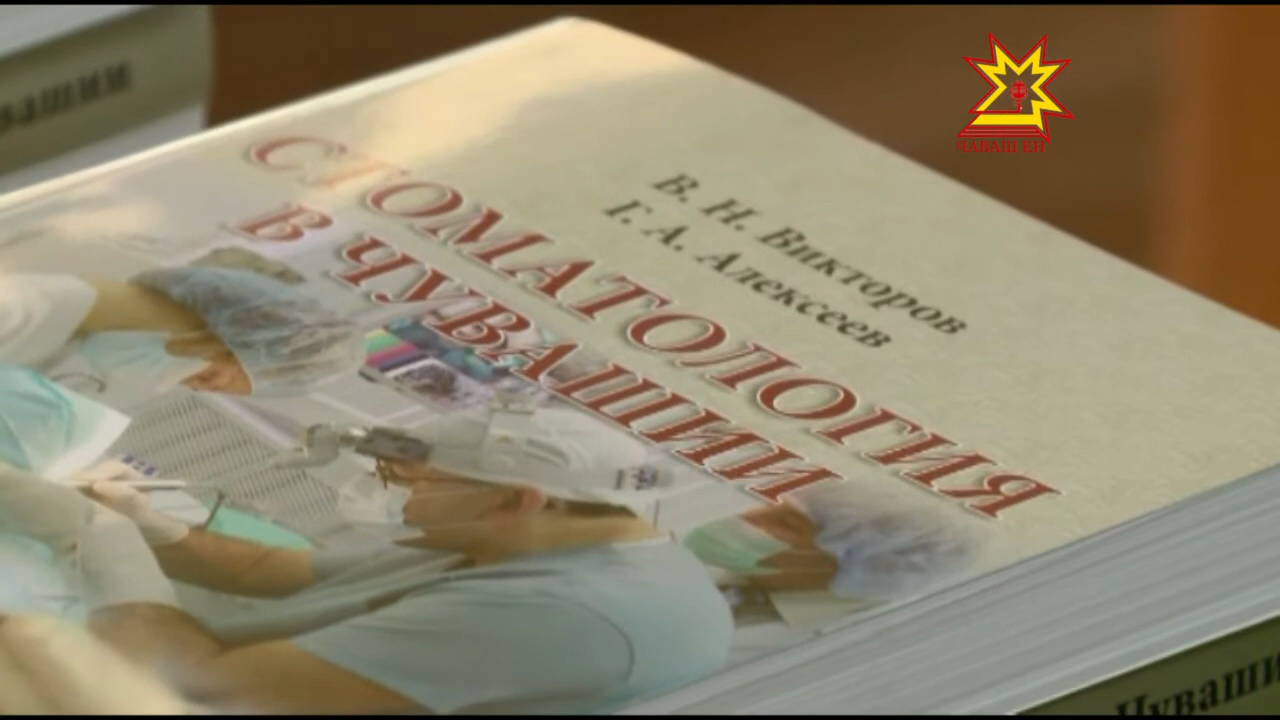 В. Н. Викторов
Г. А. Алексеев
СТОМАТОЛОГИЯ
В ЧУВАШИИ
ЧĂВАШ ЕН